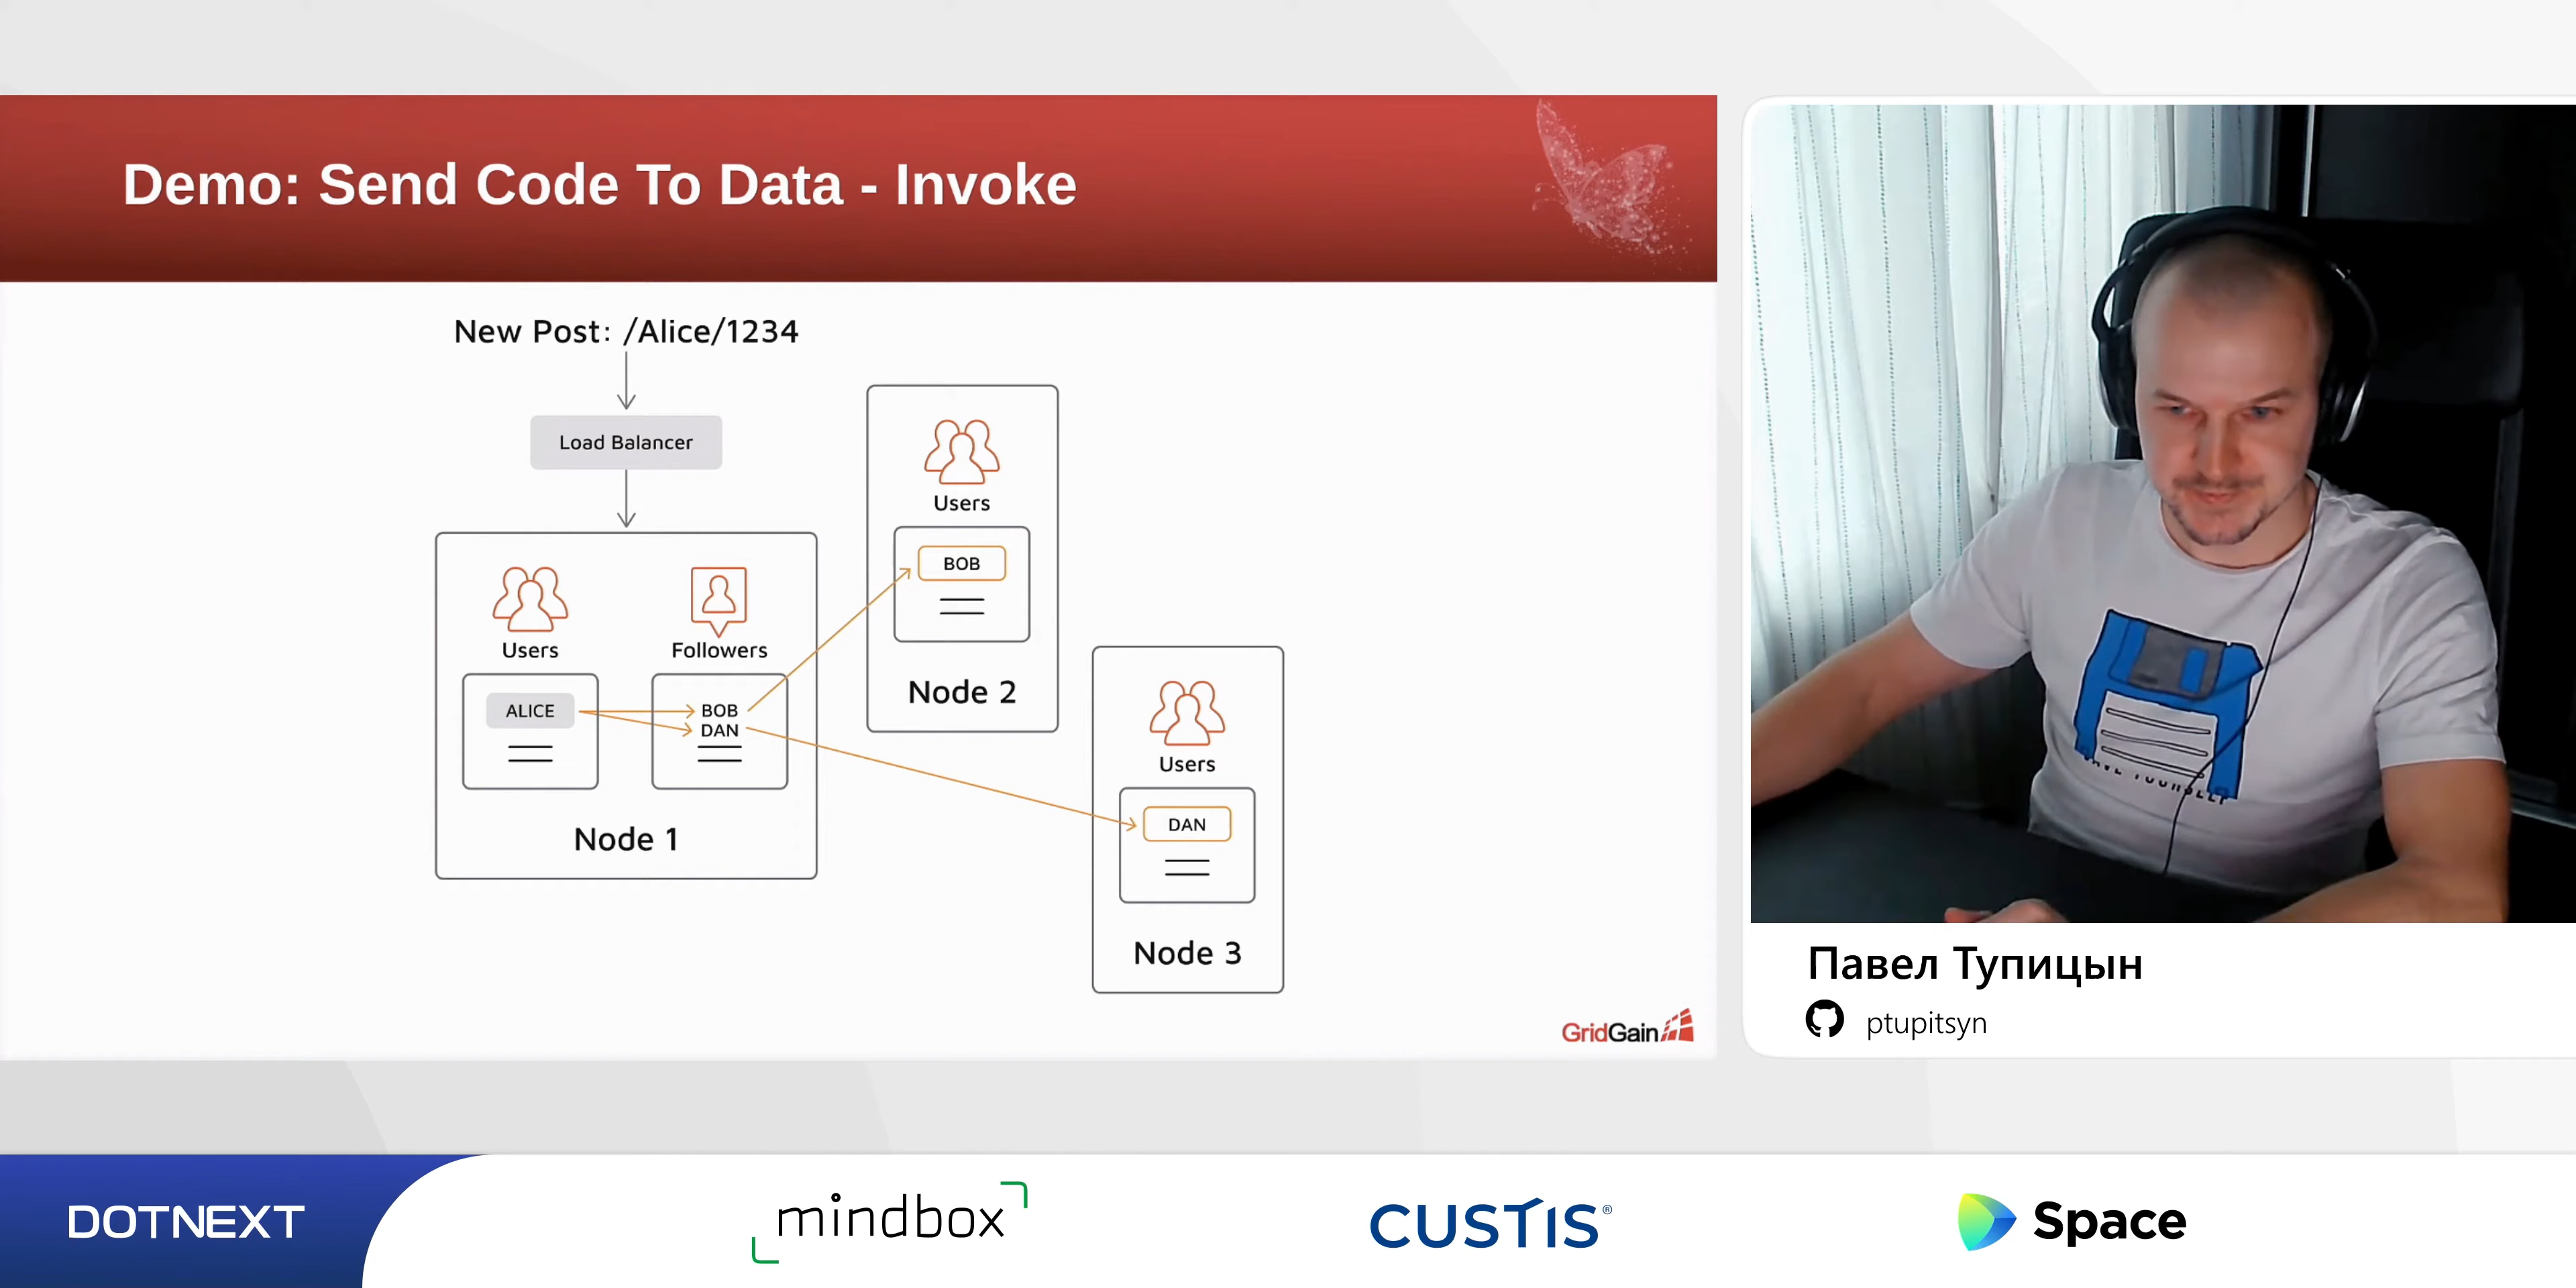 Demo: Send Code To Data - Invoke
New Post: /Alice/1234
Load Balancer
Users
BOB
Node 2
Users
Followers
ALICE
BOB
DAN
Node 1
Users
DAN
Node 3
GridGain
Павел Тупицын
ptupitsyn
DOTNEXT
mindbox
CUSTIS®
Space